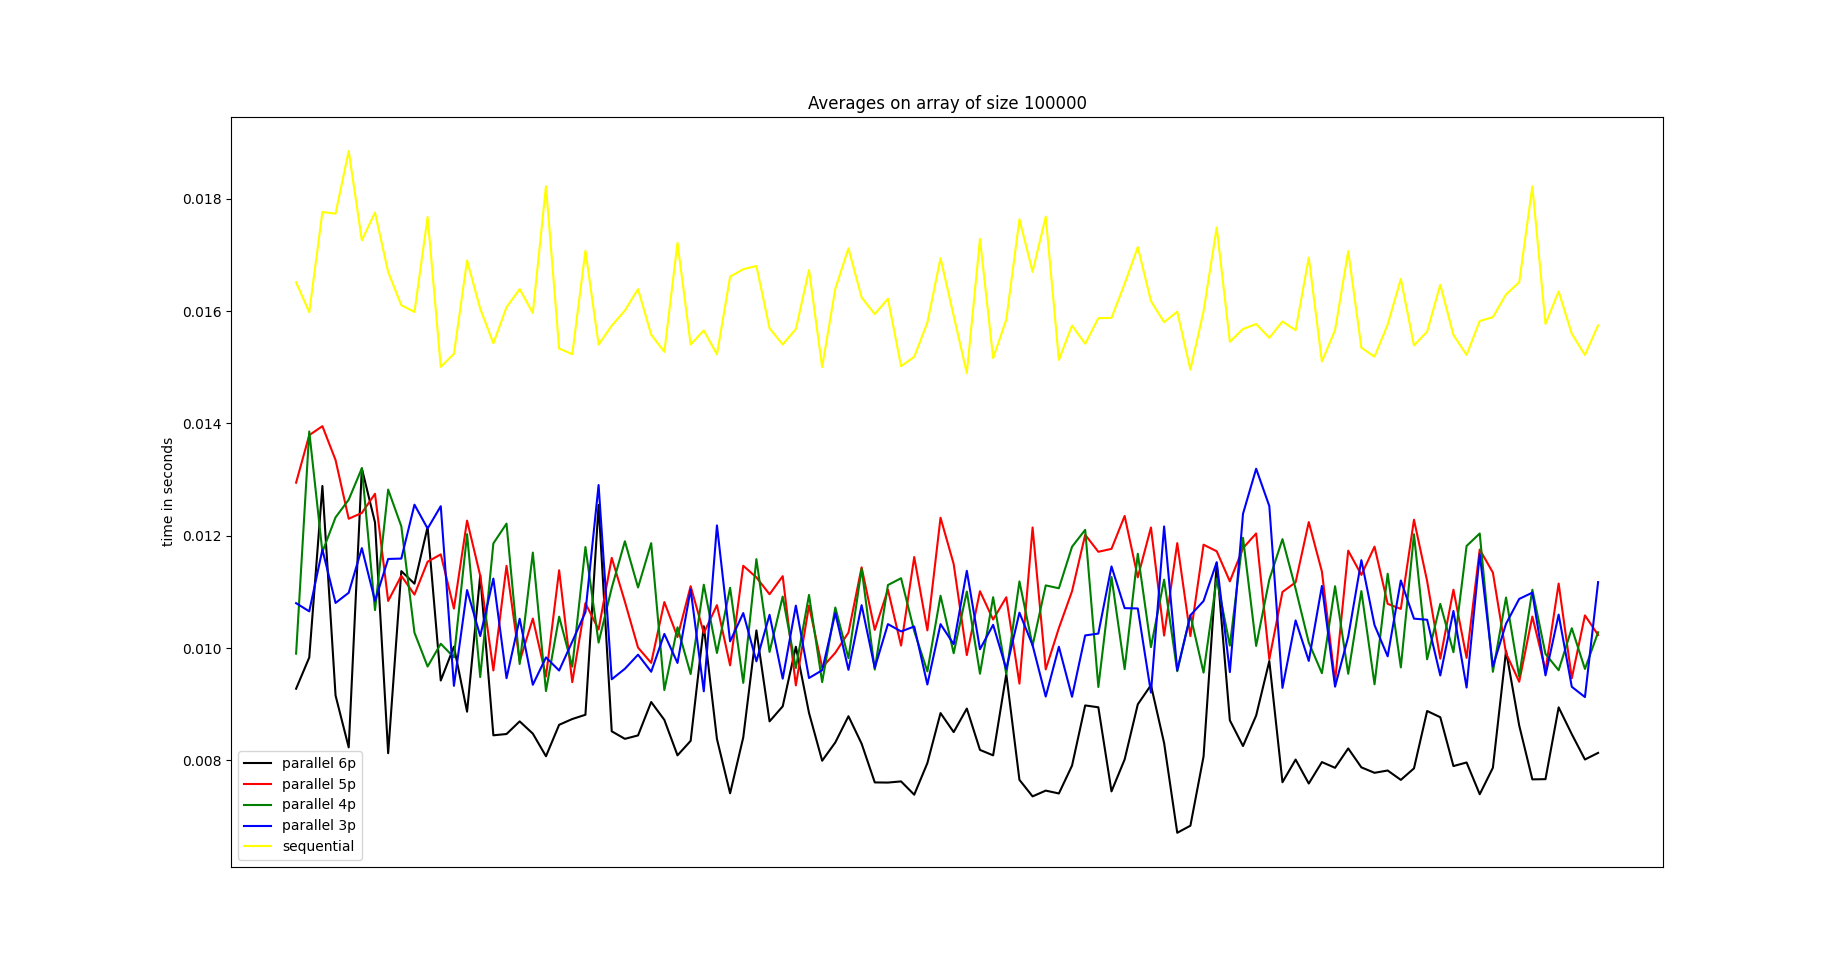 Averages on array of size 100000
time in seconds
0.018
0.016
0.014
0.012
0.010
0.008
parallel 6p
parallel 5p
parallel 4p
parallel 3p
sequential